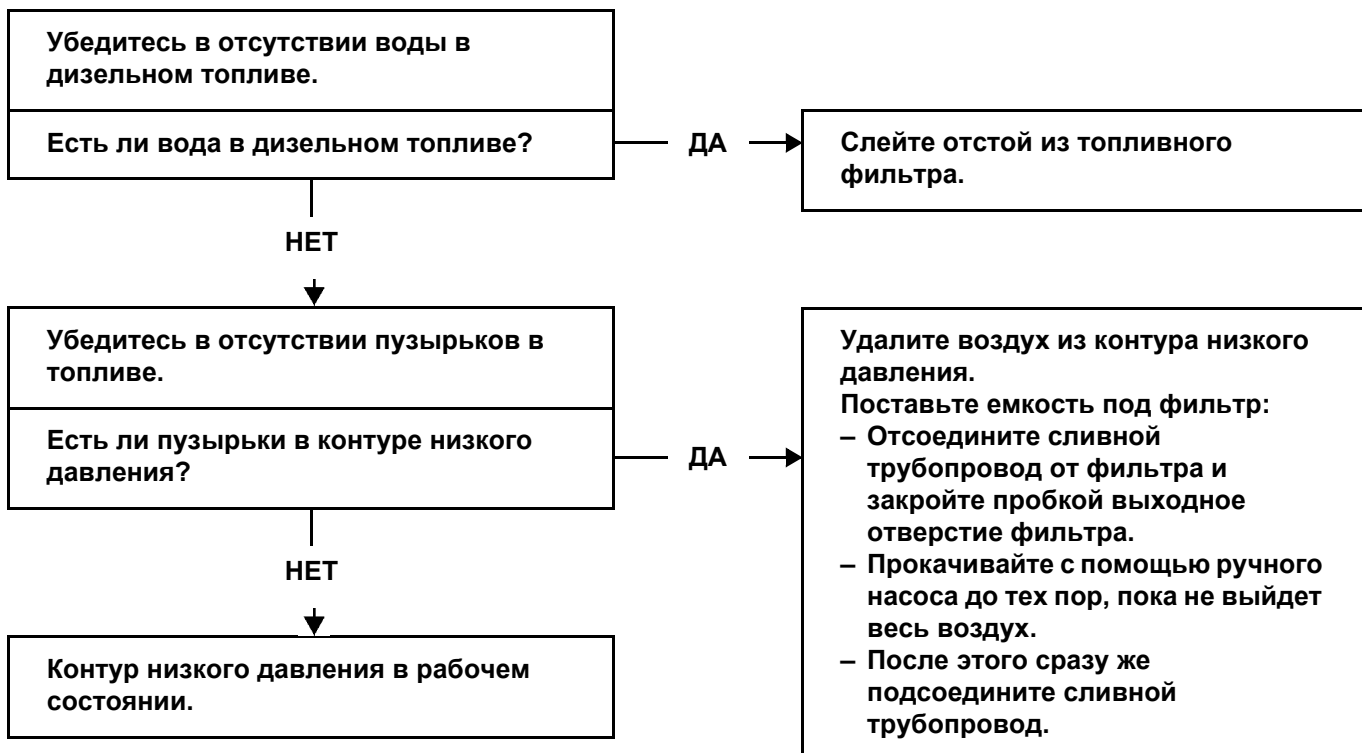 Убедитесь в отсутствии воды в
дизельном топливе.
Есть ли вода в дизельном топливе?
ДА
Слейте отстой из топливного
фильтра.
НЕТ
Убедитесь в отсутствии пузырьков в
топливе.
Есть ли пузырьки в контуре низкого
давления?
ДА
Удалите воздух из контура низкого
давления.
Поставьте емкость под фильтр:
– Отсоедините сливной
трубопровод от фильтра и
закройте пробкой выходное
отверстие фильтра.
– Прокачивайте с помощью ручного
насоса до тех пор, пока не выйдет
весь воздух.
– После этого сразу же
подсоедините сливной
трубопровод.
НЕТ
Контур низкого давления в рабочем
состоянии.